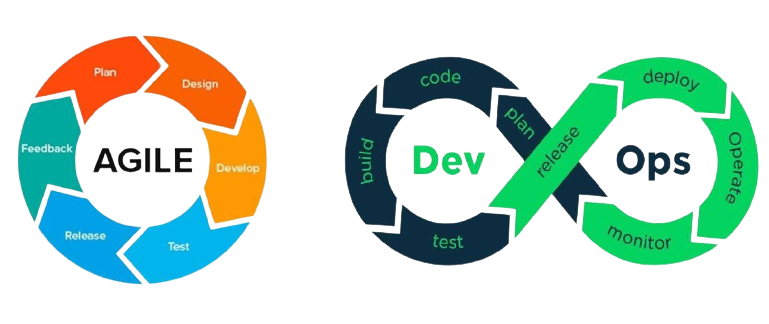 Plan
Design
Develop
Test
Release
Feedback
AGILE
code
plan
build
test
release
Dev
deploy
Operate
monitor
Ops